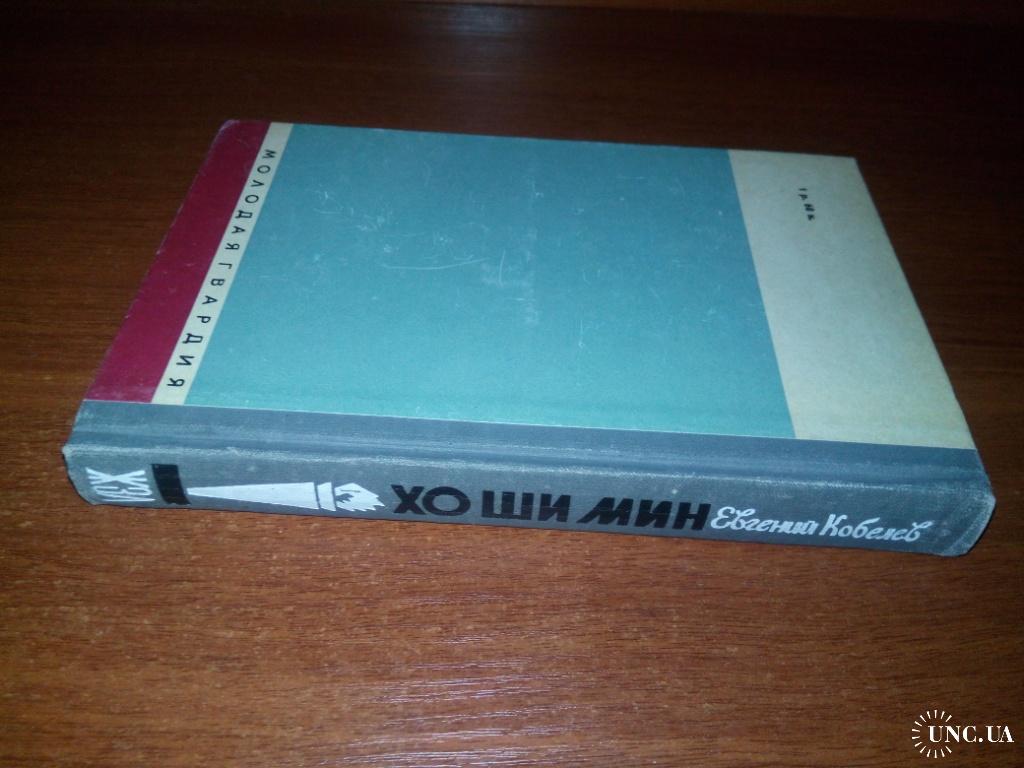 МОЛОДАЯ ГВАРДИЯ
ЖЗЛ
ХО ШИ МИН
Евгений Кобелев
UNC.UA